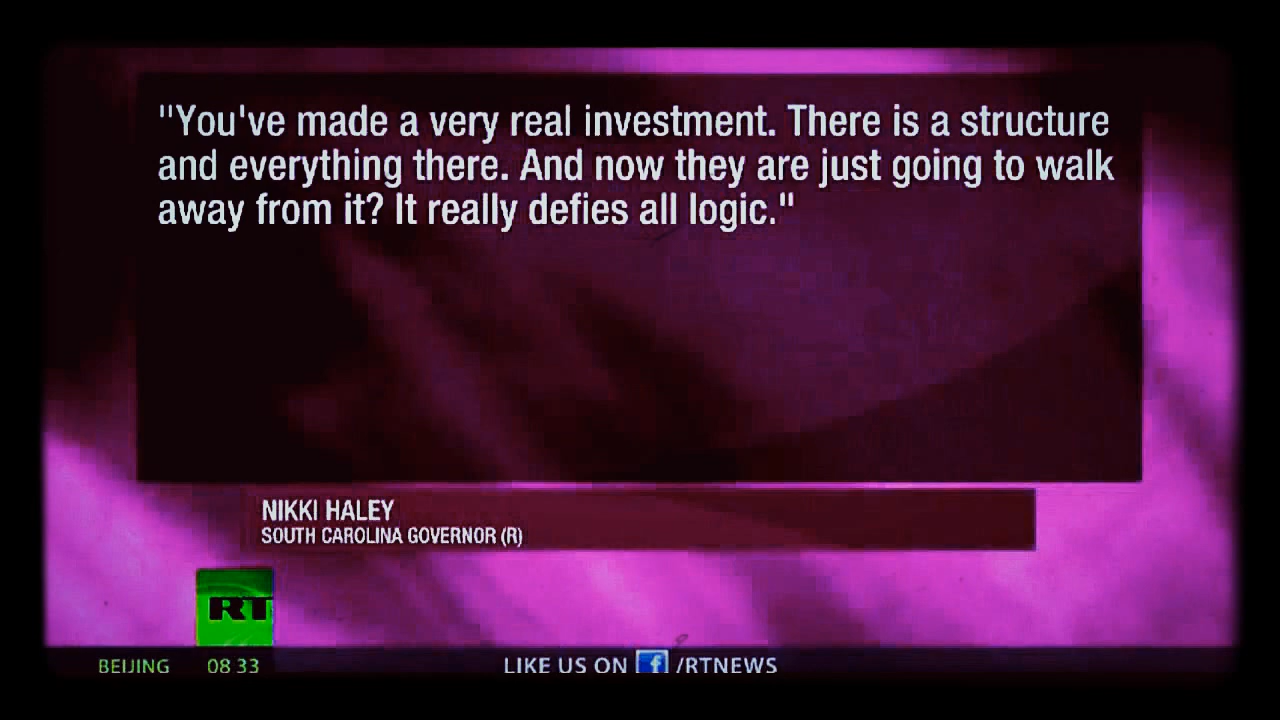 "You've made a very real investment. There is a structure
and everything there. And now they are just going to walk
away from it? It really defies all logic."
NIKKI HALEY
SOUTH CAROLINA GOVERNOR (R)
RT
BEIJING 08 33 LIKE US ON f /RTNEWS